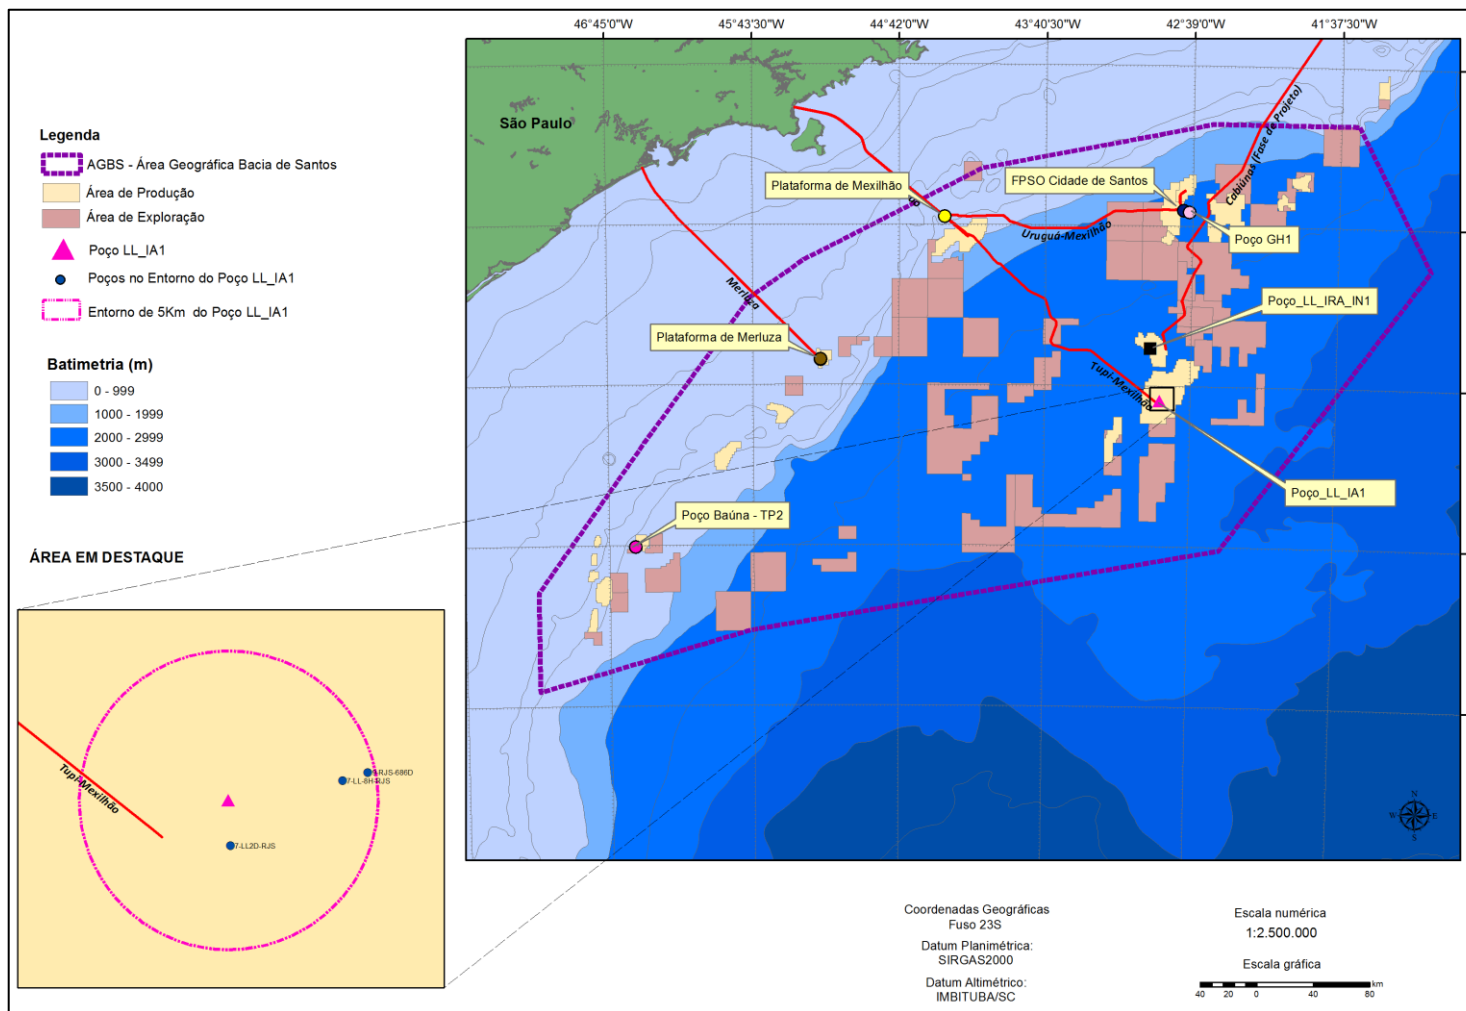 46°45'0"W
45°43'30"W
44°42'0"W
43°40'30"W
42°39'0"W
41°37'30"W
São Paulo
Legenda
AGBS - Área Geográfica Bacia de Santos
Área de Produção
Área de Exploração
Poço LL_IA1
Poços no Entorno do Poço LL_IA1
Entorno de 5Km do Poço LL_IA1
Batimetria (m)
0 - 999
1000 - 1999
2000 - 2999
3000 - 3499
3500 - 4000
Plataforma de Mexilhão
FPSO Cidade de Santos
Cabiúnas (Fase de Projeto)
Uruguá-Mexilhão
Poço GH1
Merluza
Poço_LL_IRA_IN1
Plataforma de Merluza
Tupi-Mexilhão
Poço_LL_IA1
Poço Baúna - TP2
ÁREA EM DESTAQUE
Tupi-Mexilhão
RJS-686D
7-LL-8H-RJS
7-LL2D-RJS
N
W
E
S
Coordenadas Geográficas
Fuso 23S
Datum Planimétrica:
SIRGAS2000
Datum Altimétrico:
IMBITUBA/SC
Escala numérica
1:2.500.000
Escala gráfica
km
40 20 0 40 80